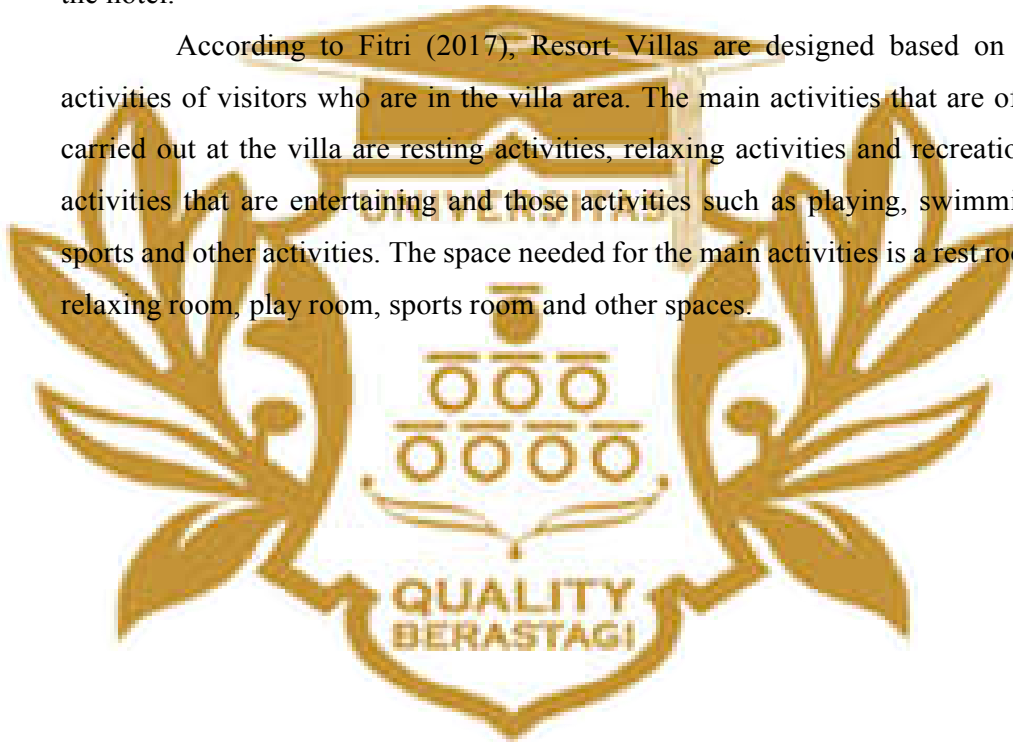 the hotel.
According to Fitri (2017), Resort Villas are designed based on
activities of visitors who are in the villa area. The main activities that are of
carried out at the villa are resting activities, relaxing activities and recreatio
activities that are entertaining and those activities such as playing, swimmi
sports and other activities. The space needed for the main activities is a rest roo
relaxing room, play room, sports room and other spaces.
UNIVERSITAS
QUALITY
BERASTAGI